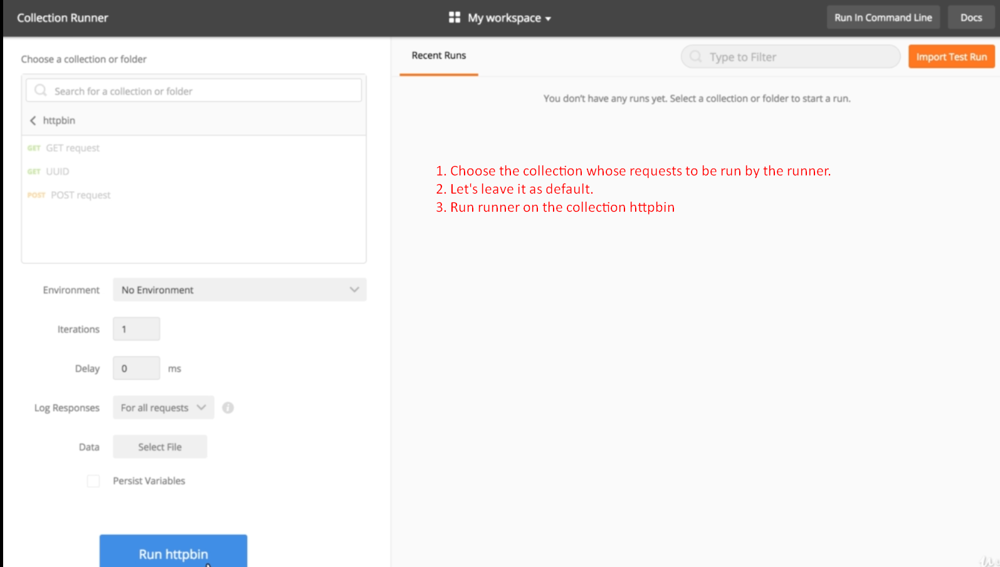 Collection Runner
My workspace
Run In Command Line
Docs
Choose a collection or folder
Search for a collection or folder
httpbin
GET GET request
GET UUID
POST POST request
Environment No Environment
Iterations 1
Delay 0 ms
Log Responses For all requests
Data Select File
Persist Variables
Run httpbin
Recent Runs
Type to Filter
Import Test Run
You don't have any runs yet. Select a collection or folder to start a run.
1. Choose the collection whose requests to be run by the runner.
2. Let's leave it as default.
3. Run runner on the collection httpbin